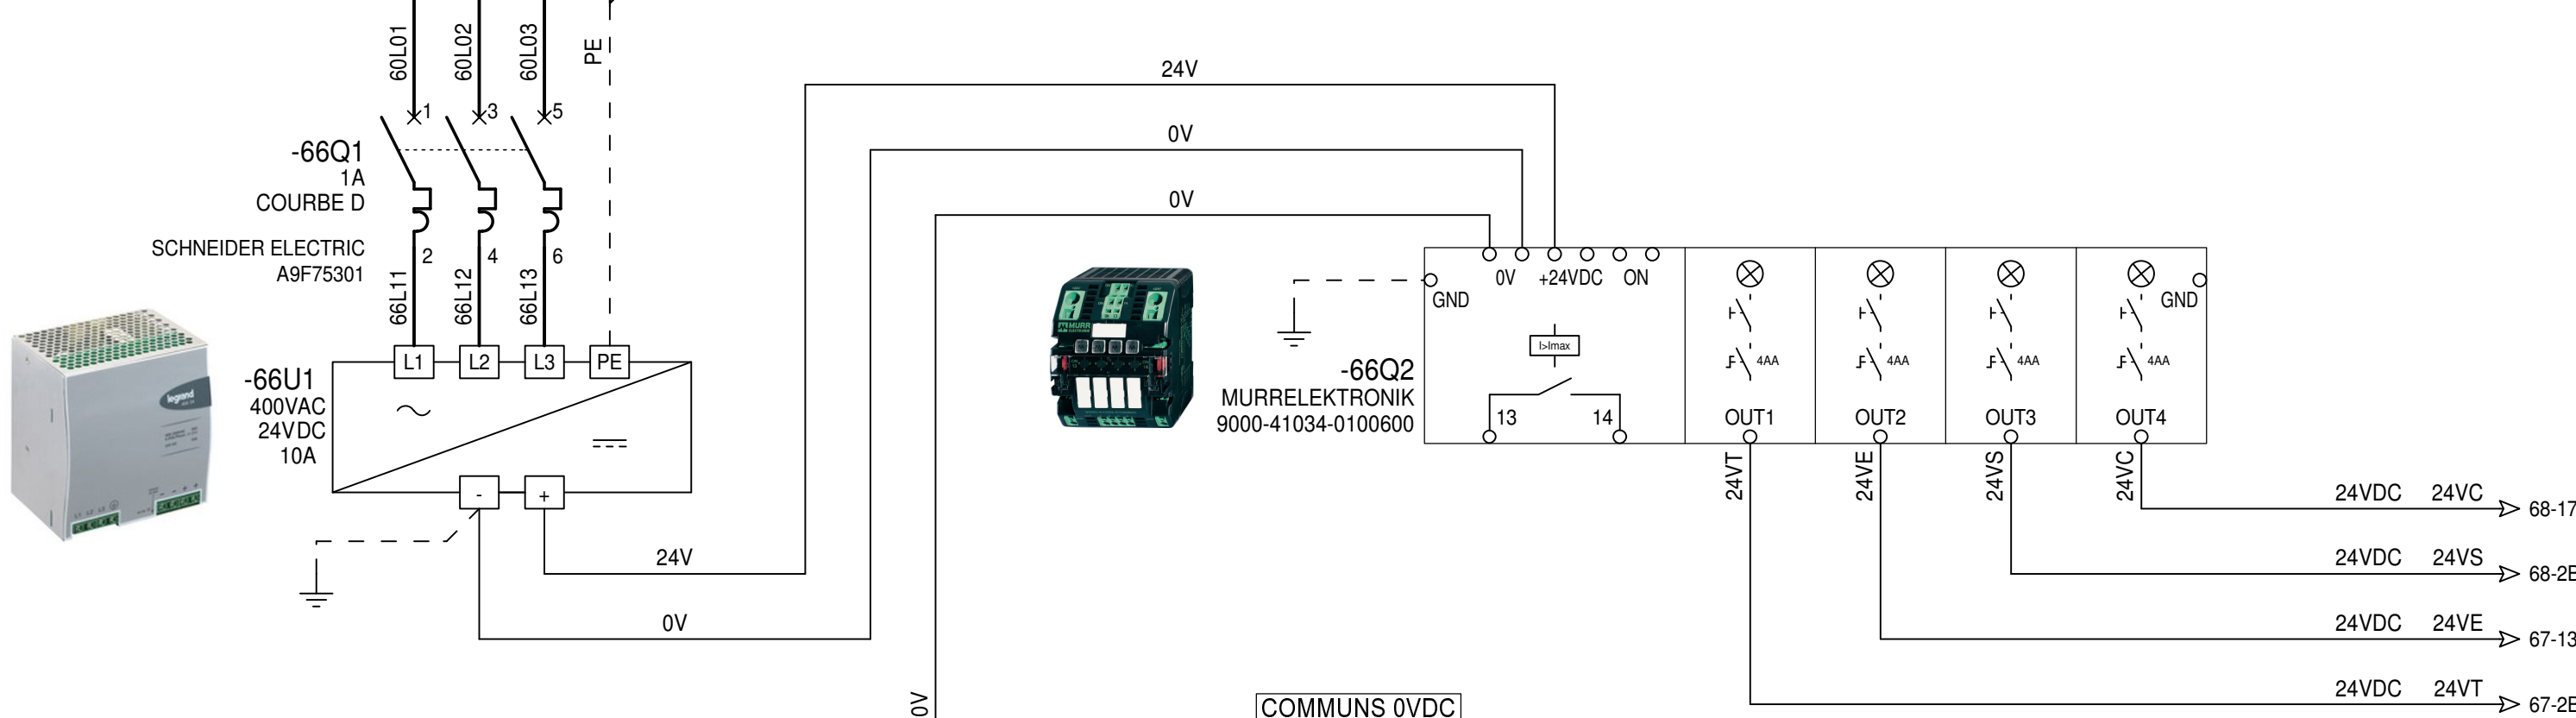 60L01
60L02
60L03
PE
1
3
5
-66Q1
1A
COURBE D
SCHNEIDER ELECTRIC
A9F75301
2
4
6
66L11
66L12
66L13
L1
L2
L3
PE
-66U1
400VAC
24VDC
10A
legrand
-
+
24V
0V
24V
0V
0V
0V
MURR
-66Q2
MURRELEKTRONIK
9000-41034-0100600
GND
0V
+24VDC
ON
I>Imax
13
14
4AA
OUT1
4AA
OUT2
4AA
OUT3
4AA
OUT4
GND
24VT
24VE
24VS
24VC
24VDC 24VC 68-17
24VDC 24VS
24VDC 24VE 67-13
24VDC 24VT
COMMUNS 0VDC